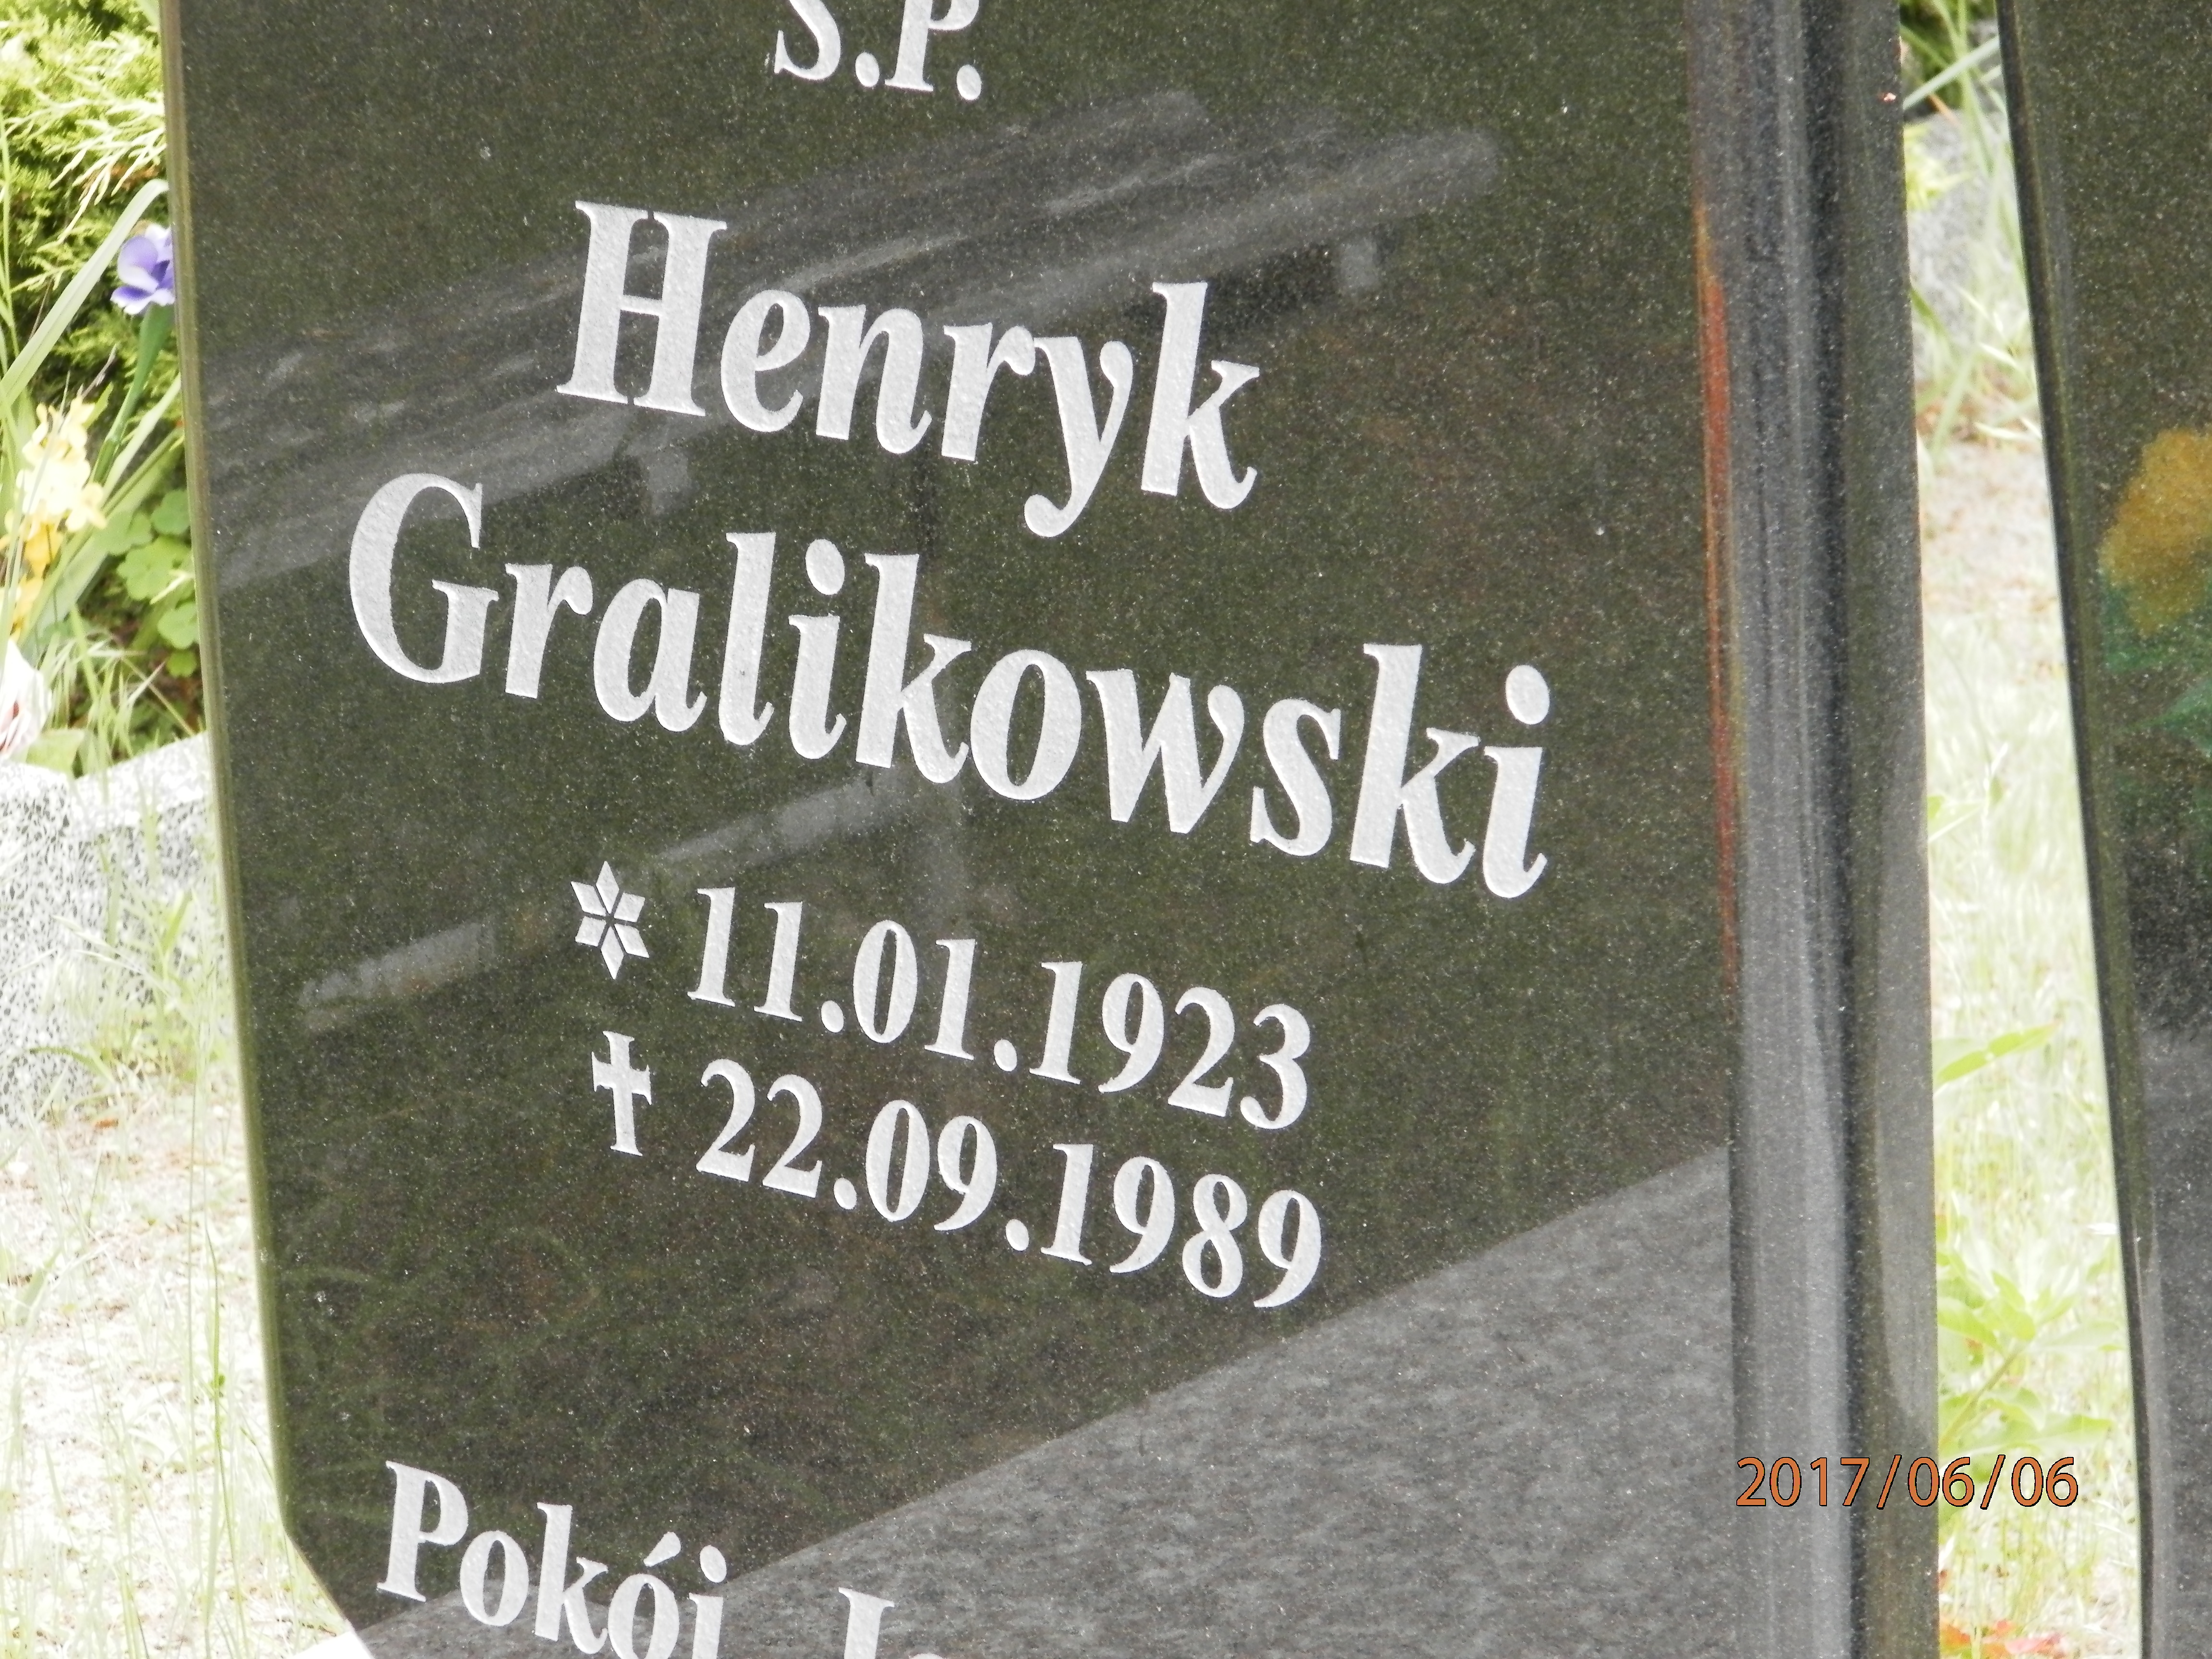 S.P.
Henryk
Gralikowski
11.01.1923
22.09.1989
Pokój
2017/06/06